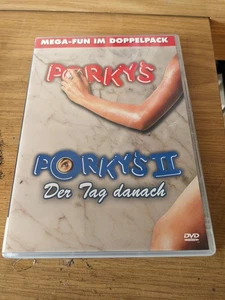 MEGA-FUN IM DOPPELPACK
PORKY'S
PORKY'S II
Der Tag danach
DVD